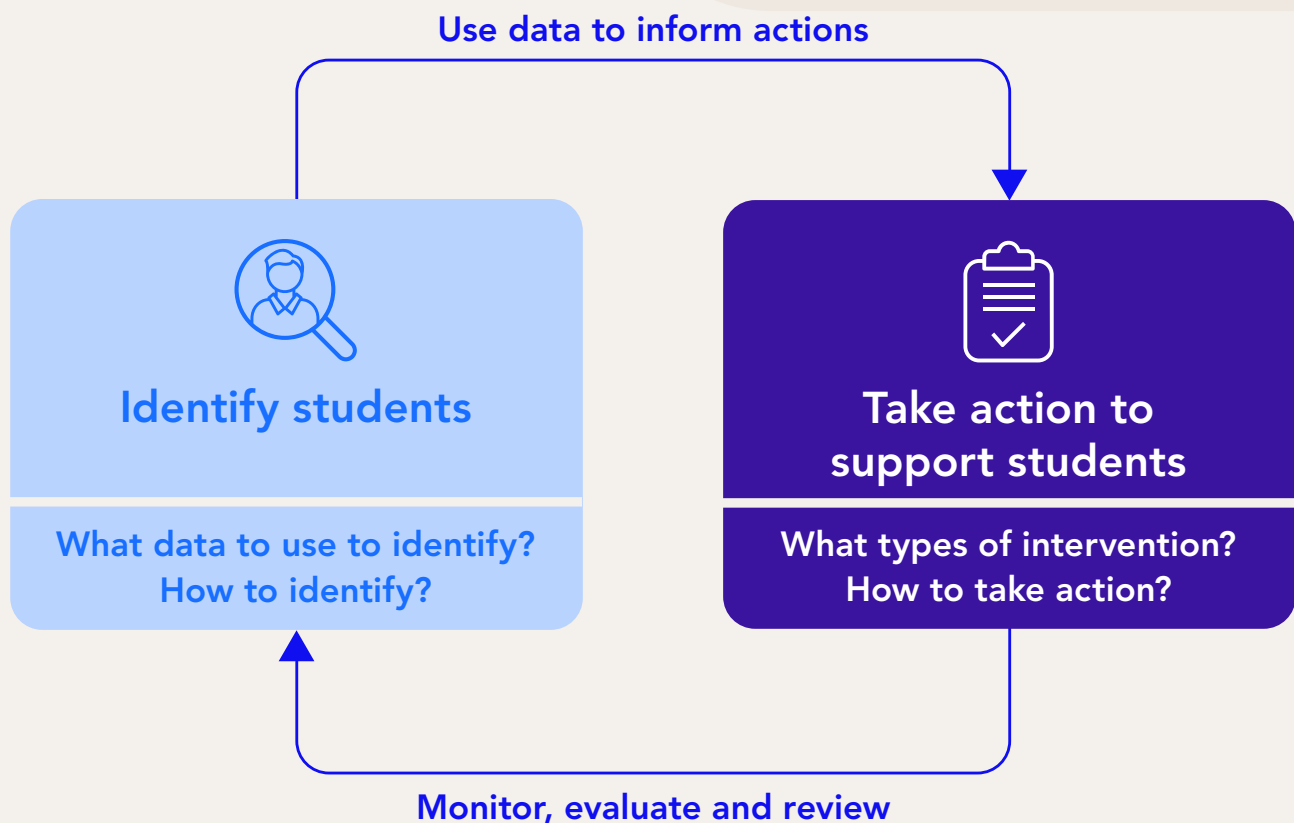 Use data to inform actions
Identify students
What data to use to identify?
How to identify?
Take action to
support students
What types of intervention?
How to take action?
Monitor, evaluate and review